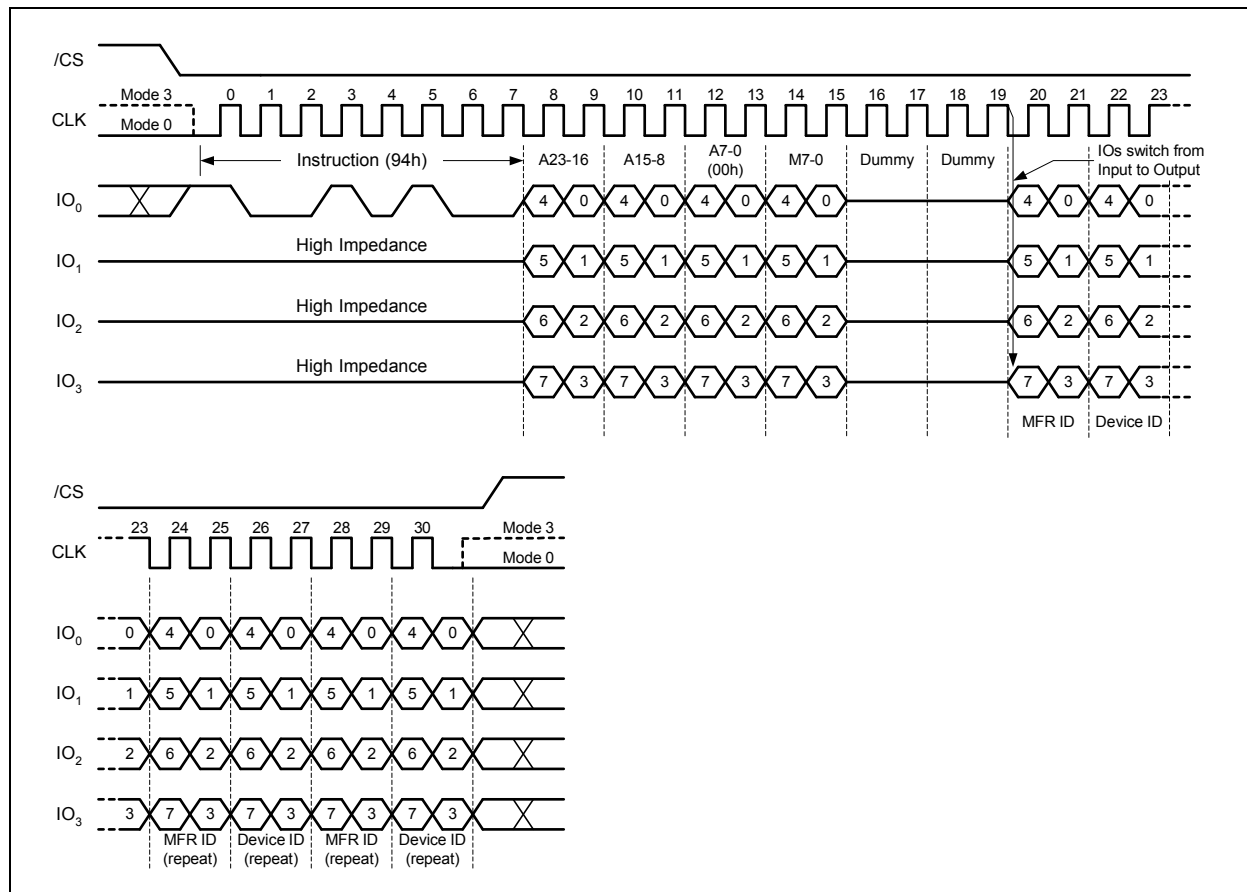 /CS
Mode 3 0 1 2 3 4 5 6 7 8 9 10 11 12 13 14 15 16 17 18 19 20 21 22 23
CLK
Mode 0
Instruction (94h) A23-16 A15-8 A7-0 (00h) M7-0 Dummy Dummy IOs switch from Input to Output
IO0 4 0 4 0 4 0 4 0 4 0 4 0
High Impedance
IO1 5 1 5 1 5 1 5 1 5 1 5 1
High Impedance
IO2 6 2 6 2 6 2 6 2 6 2 6 2
High Impedance
IO3 7 3 7 3 7 3 7 3 7 3 7 3
MFR ID Device ID
/CS
23 24 25 26 27 28 29 30 Mode 3
CLK
Mode 0
IO0 0 4 0 4 0 4 0 4 0
IO1 1 5 1 5 1 5 1 5 1
IO2 2 6 2 6 2 6 2 6 2
IO3 3 7 3 7 3 7 3 7 3
MFR ID (repeat) Device ID (repeat) MFR ID (repeat) Device ID (repeat)